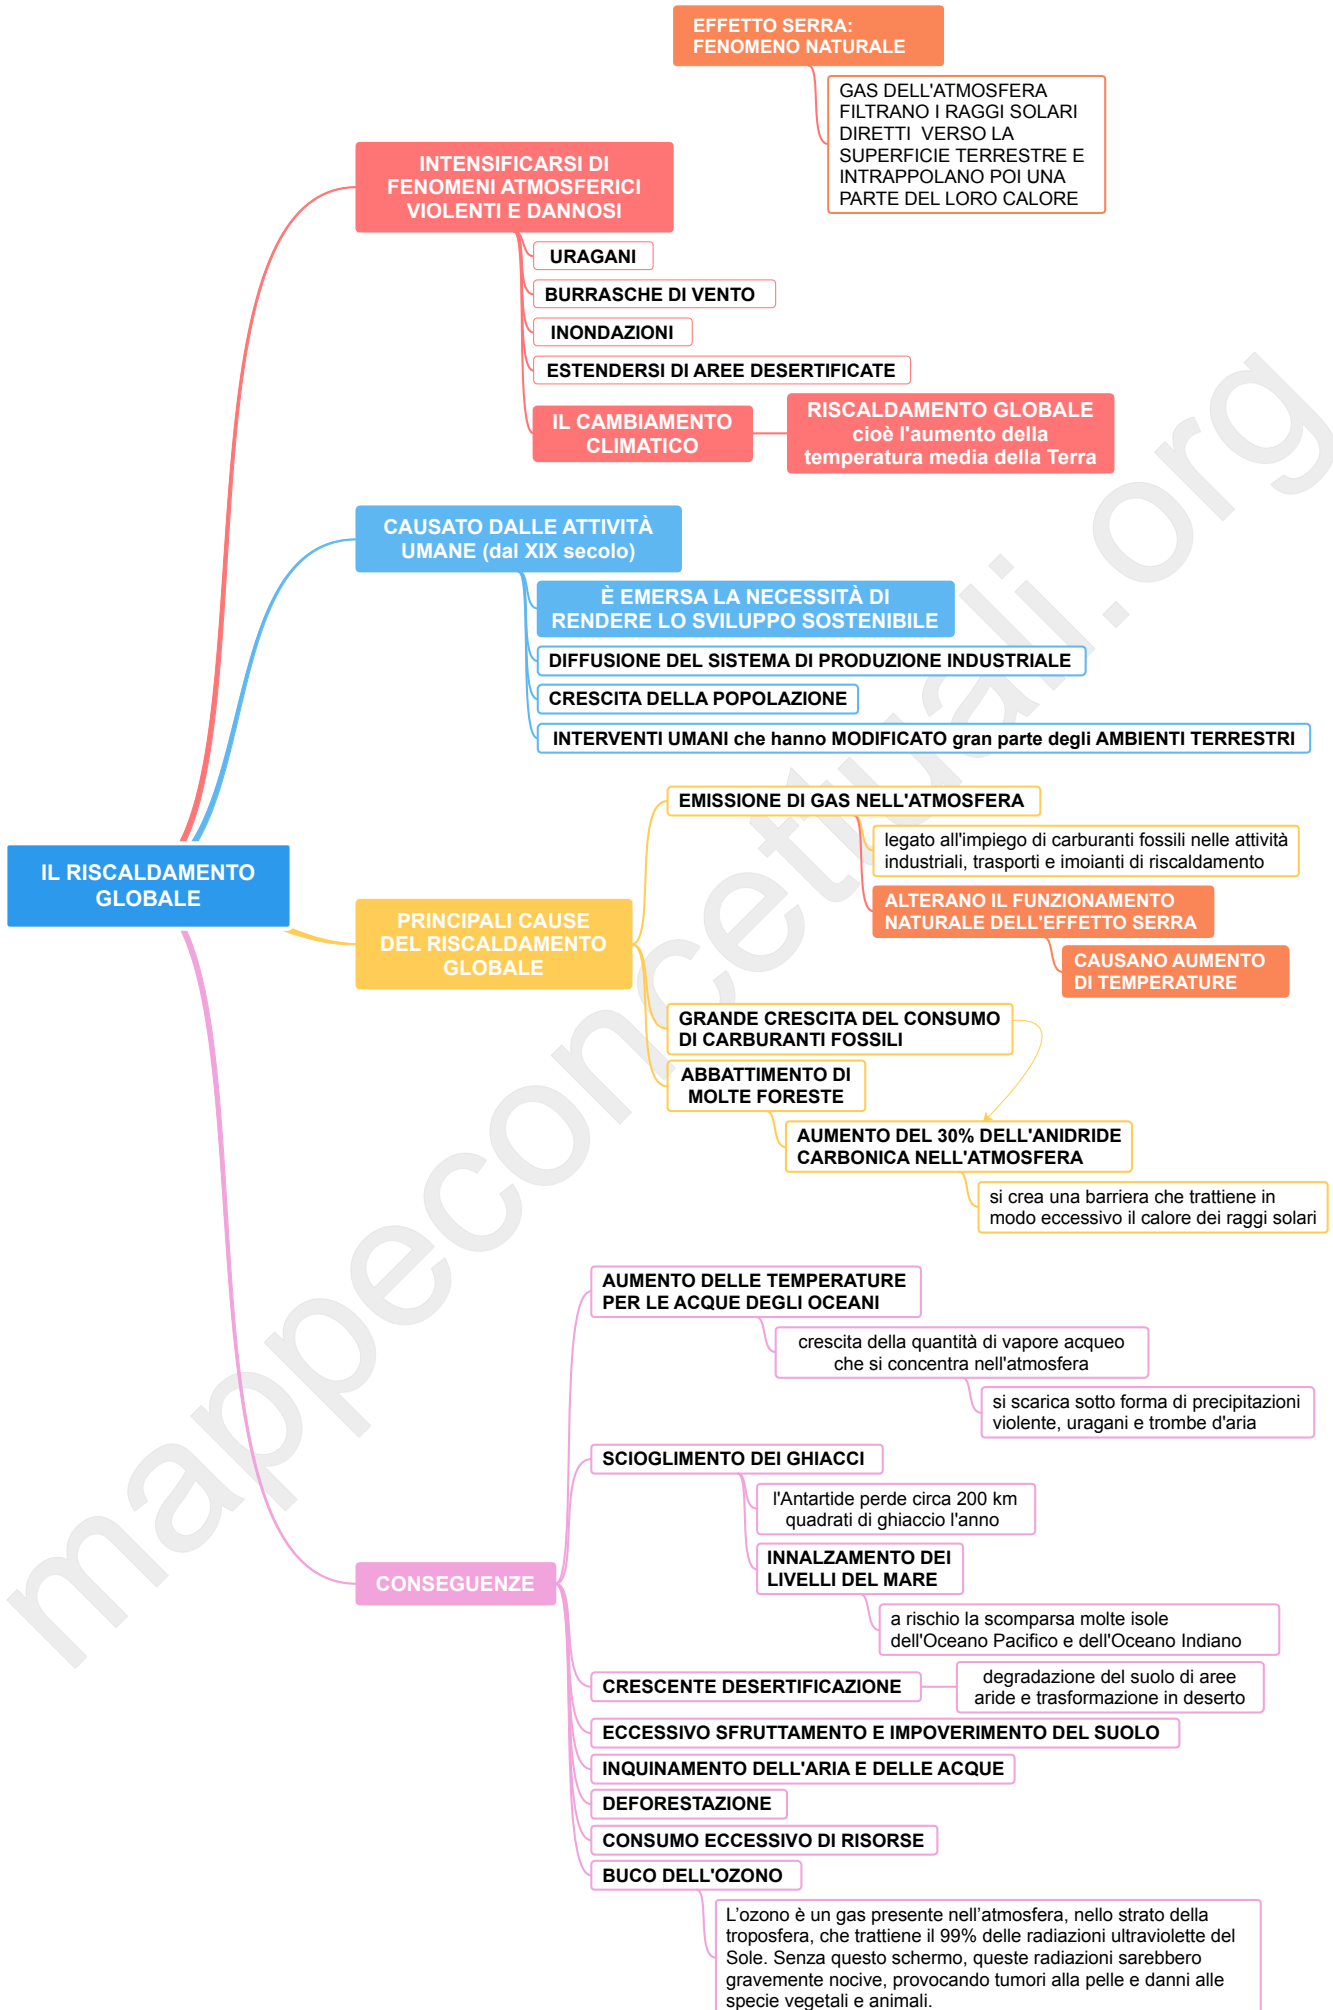 EFFETTO SERRA:
FENOMENO NATURALE
GAS DELL'ATMOSFERA
FILTRANO I RAGGI SOLARI
DIRETTI  VERSO LA
SUPERFICIE TERRESTRE E
INTRAPPOLANO POI UNA
PARTE DEL LORO CALORE
INTENSIFICARSI DI
FENOMENI ATMOSFERICI
VIOLENTI E DANNOSI
URAGANI
BURRASCHE DI VENTO
INONDAZIONI
ESTENDERSI DI AREE DESERTIFICATE
IL CAMBIAMENTO
CLIMATICO
RISCALDAMENTO GLOBALE
cioè l'aumento della
temperatura media della Terra
CAUSATO DALLE ATTIVITÀ
UMANE (dal XIX secolo)
È EMERSA LA NECESSITÀ DI
RENDERE LO SVILUPPO SOSTENIBILE
DIFFUSIONE DEL SISTEMA DI PRODUZIONE INDUSTRIALE
CRESCITA DELLA POPOLAZIONE
INTERVENTI UMANI che hanno MODIFICATO gran parte degli AMBIENTI TERRESTRI
IL RISCALDAMENTO
GLOBALE
PRINCIPALI CAUSE
DEL RISCALDAMENTO
GLOBALE
EMISSIONE DI GAS NELL'ATMOSFERA
legato all'impiego di carburanti fossili nelle attività
industriali, trasporti e imoianti di riscaldamento
ALTERANO IL FUNZIONAMENTO
NATURALE DELL'EFFETTO SERRA
CAUSANO AUMENTO
DI TEMPERATURE
GRANDE CRESCITA DEL CONSUMO
DI CARBURANTI FOSSILI
ABBATTIMENTO DI
MOLTE FORESTE
AUMENTO DEL 30% DELL'ANIDRIDE
CARBONICA NELL'ATMOSFERA
si crea una barriera che trattiene in
modo eccessivo il calore dei raggi solari
CONSEGUENZE
AUMENTO DELLE TEMPERATURE
PER LE ACQUE DEGLI OCEANI
crescita della quantità di vapore acqueo
che si concentra nell'atmosfera
si scarica sotto forma di precipitazioni
violente, uragani e trombe d'aria
SCIOGLIMENTO DEI GHIACCI
l'Antartide perde circa 200 km
quadrati di ghiaccio l'anno
INNALZAMENTO DEI
LIVELLI DEL MARE
a rischio la scomparsa molte isole
dell'Oceano Pacifico e dell'Oceano Indiano
CRESCENTE DESERTIFICAZIONE
degradazione del suolo di aree
aride e trasformazione in deserto
ECCESSIVO SFRUTTAMENTO E IMPOVERIMENTO DEL SUOLO
INQUINAMENTO DELL'ARIA E DELLE ACQUE
DEFORESTAZIONE
CONSUMO ECCESSIVO DI RISORSE
BUCO DELL'OZONO
L'ozono è un gas presente nell'atmosfera, nello strato della
troposfera, che trattiene il 99% delle radiazioni ultraviolette del
Sole. Senza questo schermo, queste radiazioni sarebbero
gravemente nocive, provocando tumori alla pelle e danni alle
specie vegetali e animali.
mappeconcettuali.org